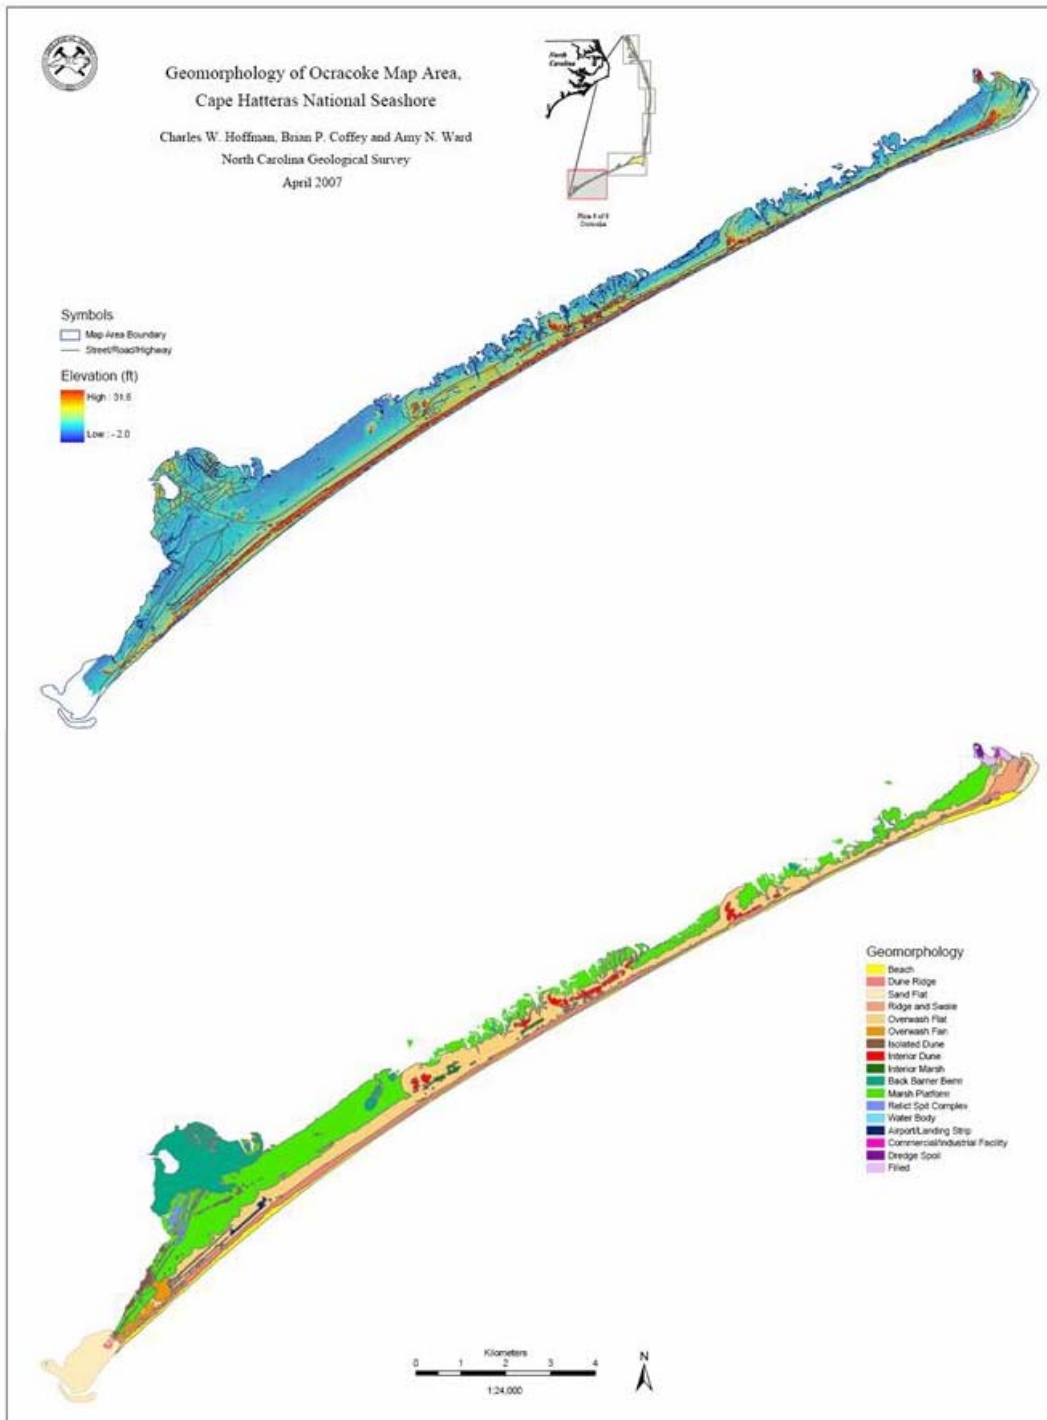 Geomorphology of Ocracoke Map Area,
Cape Hatteras National Seashore
Charles W. Hoffman, Brian P. Coffey and Amy N. Ward
North Carolina Geological Survey
April 2007
North
Carolina
Ocracoke
Symbols
Map Area Boundary
Street/Road/Highway
Elevation (ft)
High : 31.6
Low : -2.0
Geomorphology
Beach
Dune Ridge
Sand Flat
Ridge and Swale
Overwash Flat
Overwash Fan
Isolated Dune
Interior Dune
Interior Marsh
Back Barrier Berm
Marsh Platform
Relict Spit Complex
Water Body
Airport/Landing Strip
Commercial/Industrial Facility
Dredge Spoil
Filled
Kilometers
0 1 2 3 4
1:24,000
N